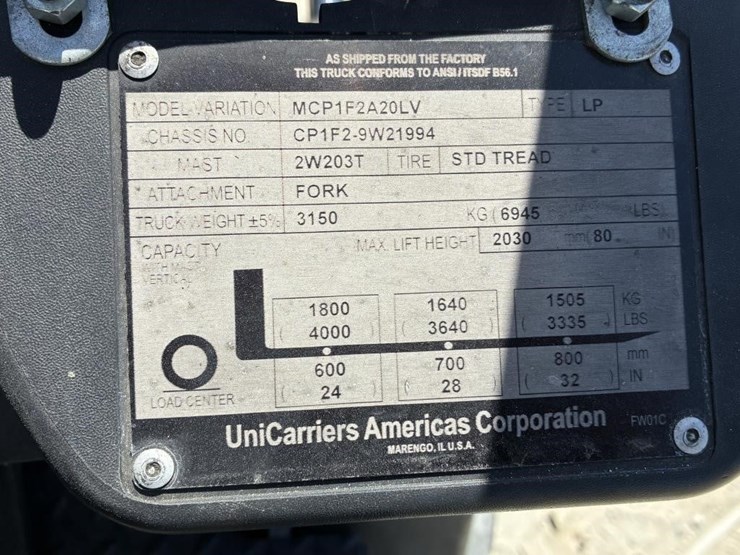 AS SHIPPED FROM THE FACTORY
THIS TRUCK CONFORMS TO ANSI / ITSDF B56.1
MODEL VARIATION MCP1F2A20LV TYPE LP
CHASSIS NO. CP1F2-9W21994
MAST 2W203T TIRE STD TREAD
ATTACHMENT FORK
TRUCK WEIGHT ±5% 3150 KG ( 6945 LBS)
CAPACITY MAX. LIFT HEIGHT 2030 mm( 80 IN)
WITH MAST
VERTICAL
1800 1640 1505 KG
( 4000 ) ( 3640 ) ( 3335 ) LBS
600 700 800 mm
( 24 ) ( 28 ) ( 32 ) IN
LOAD CENTER
UniCarriers Americas Corporation FW01C
MARENGO, IL U.S.A.